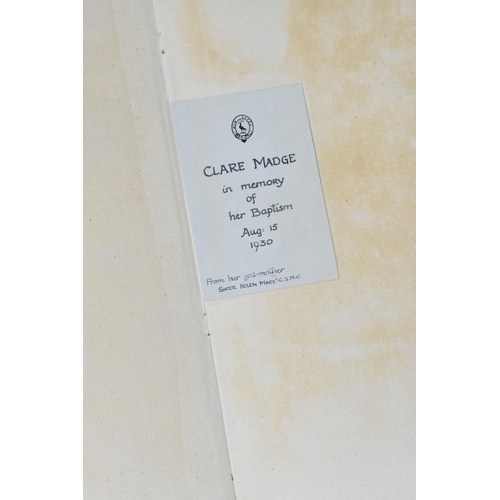 CLARE MADGE
in memory
of
her Baptism
Aug: 15
1930
From her god-mother
SISTER HELEN MARY C.S.M.V.